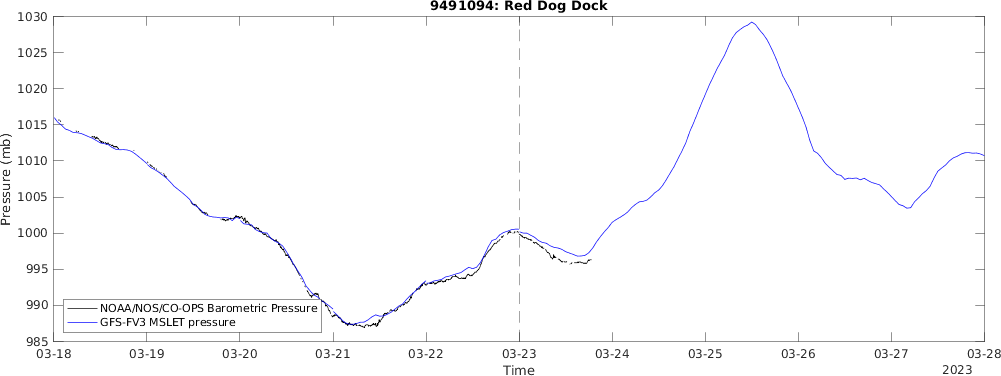 9491094: Red Dog Dock
1030
1025
1020
1015
1010
1005
1000
995
990
985
Pressure (mb)
NOAA/NOS/CO-OPS Barometric Pressure
GFS-FV3 MSLET pressure
03-18 03-19 03-20 03-21 03-22 03-23 03-24 03-25 03-26 03-27 03-28
Time
2023